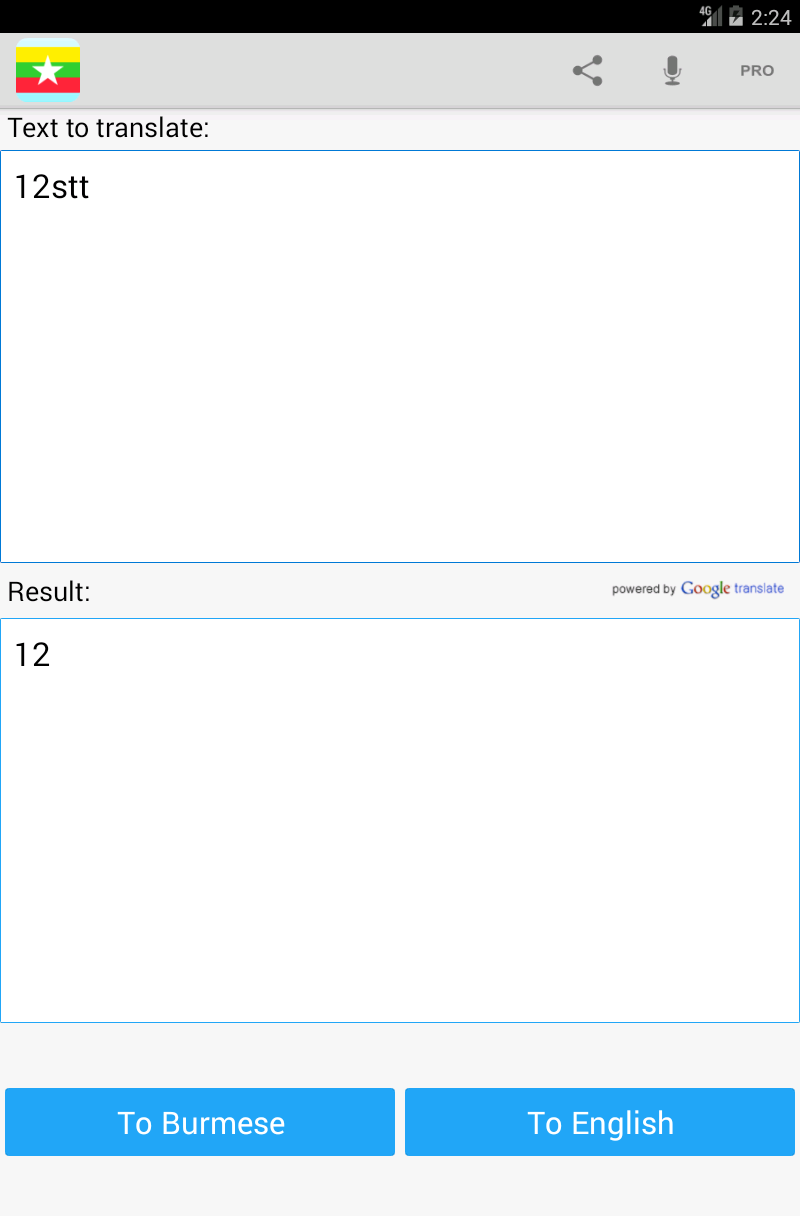 4G 2:24
PRO
Text to translate:
12stt
Result:
powered by Google translate
12
To Burmese
To English